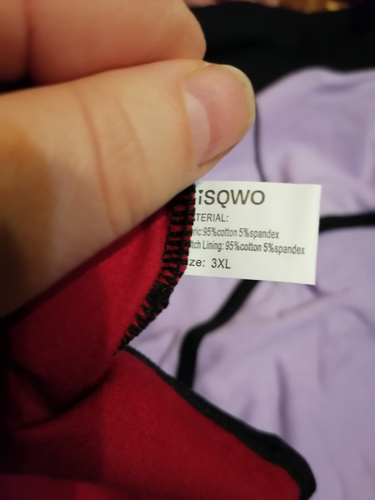 iSQWO
TERIAL:
ric:95%cotton 5%spandex
tch Lining: 95%cotton 5%spandex
ze: 3XL